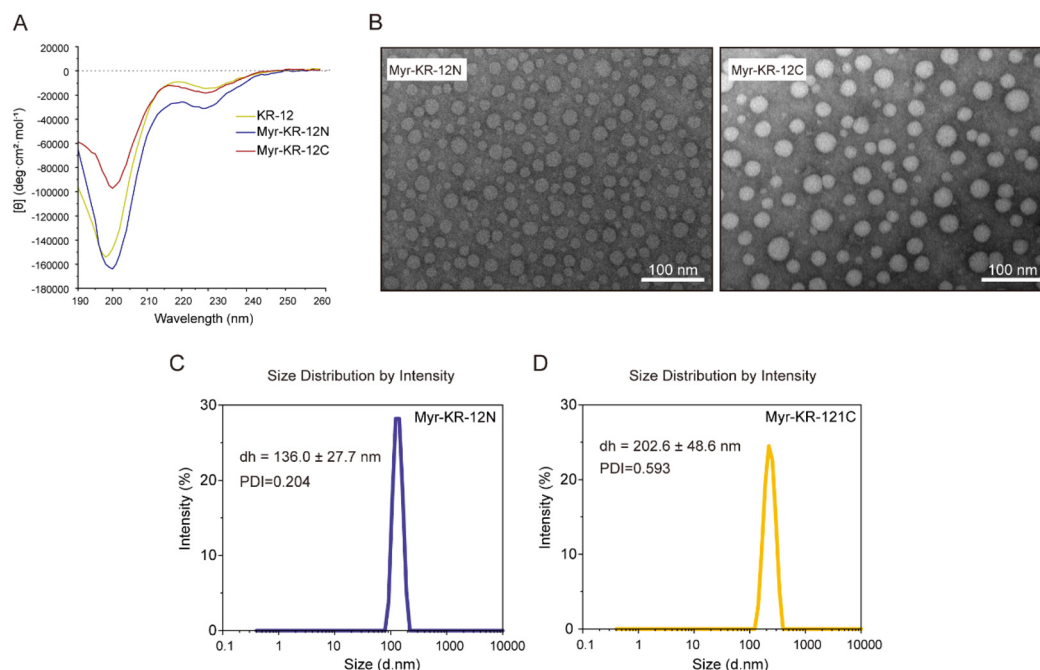 A
20000
0
-20000
-40000
-60000
-80000
-100000
-120000
-140000
-160000
-180000
[θ] (deg·cm²·mol⁻¹)
KR-12
Myr-KR-12N
Myr-KR-12C
190 200 210 220 230 240 250 260
Wavelength (nm)
B
Myr-KR-12N
100 nm
Myr-KR-12C
100 nm
C
Size Distribution by Intensity
Myr-KR-12N
dh = 136.0 ± 27.7 nm
PDI=0.204
30
20
10
0
Intensity (%)
0.1 1 10 100 1000 10000
Size (d.nm)
D
Size Distribution by Intensity
Myr-KR-121C
dh = 202.6 ± 48.6 nm
PDI=0.593
30
20
10
0
Intensity (%)
0.1 1 10 100 1000 10000
Size (d.nm)